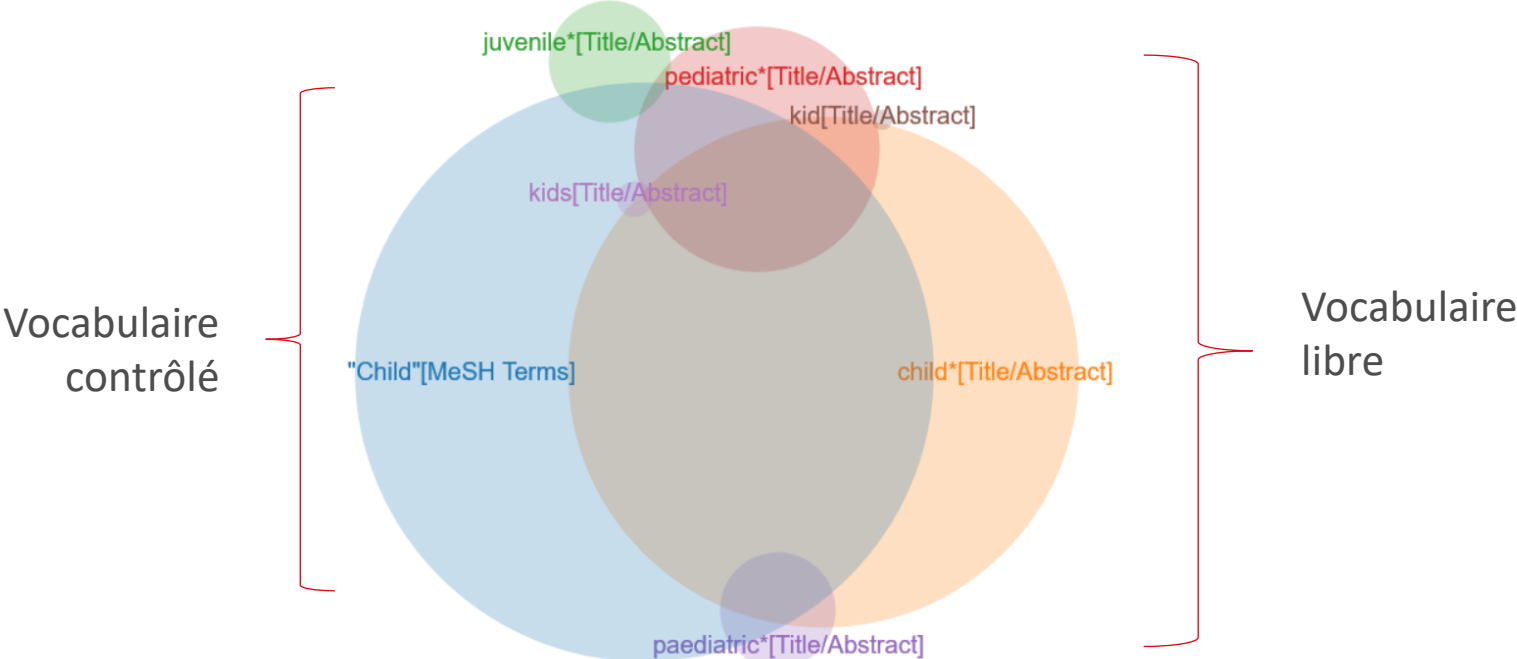 juvenile*[Title/Abstract]
pediatric*[Title/Abstract]
kid[Title/Abstract]
kids[Title/Abstract]
Vocabulaire
contrôlé
"Child"[MeSH Terms]
child*[Title/Abstract]
Vocabulaire
libre
paediatric*[Title/Abstract]